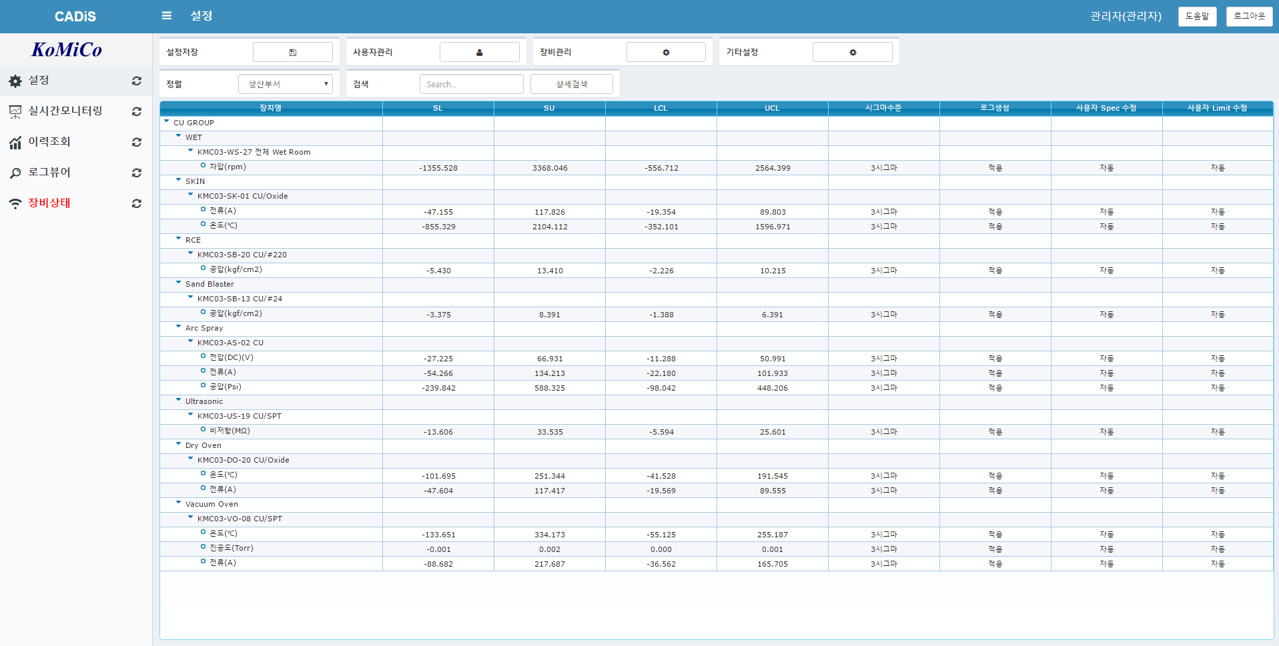 CADiS 설정 관리자(관리자) 도움말 로그아웃
KoMiCo
설정저장 사용자관리 장비관리 기타설정
설정
정렬 생산부서 검색 Search... 상세검색
실시간모니터링
이력조회
로그뷰어
장비상태
장치명 SL SU LCL UCL 시그마수준 로그생성 사용자 Spec 수정 사용자 Limit 수정
CU GROUP
WET
KMC03-WS-27 전체 Wet Room
차압(rpm) -1355.528 3368.046 -556.712 2564.399 3시그마 적용 자동 자동
SKIN
KMC03-SK-01 CU/Oxide
전류(A) -47.155 117.826 -19.354 89.803 3시그마 적용 자동 자동
온도(℃) -855.329 2104.112 -352.101 1596.971 3시그마 적용 자동 자동
RCE
KMC03-SB-20 CU/#220
공압(kgf/cm2) -5.430 13.410 -2.226 10.215 3시그마 적용 자동 자동
Sand Blaster
KMC03-SB-13 CU/#24
공압(kgf/cm2) -3.375 8.391 -1.388 6.391 3시그마 적용 자동 자동
Arc Spray
KMC03-AS-02 CU
전압(DC)(V) -27.225 66.931 -11.288 50.991 3시그마 적용 자동 자동
전류(A) -54.266 134.213 -22.180 101.933 3시그마 적용 자동 자동
공압(Psi) -239.842 588.325 -98.042 448.206 3시그마 적용 자동 자동
Ultrasonic
KMC03-US-19 CU/SPT
비저항(MΩ) -13.606 33.535 -5.594 25.601 3시그마 적용 자동 자동
Dry Oven
KMC03-DO-20 CU/Oxide
온도(℃) -101.695 251.344 -41.528 191.545 3시그마 적용 자동 자동
전류(A) -47.604 117.417 -19.569 89.555 3시그마 적용 자동 자동
Vacuum Oven
KMC03-VO-08 CU/SPT
온도(℃) -133.651 334.173 -55.125 255.187 3시그마 적용 자동 자동
진공도(Torr) -0.001 0.002 0.000 0.001 3시그마 적용 자동 자동
전류(A) -88.682 217.687 -36.562 165.705 3시그마 적용 자동 자동